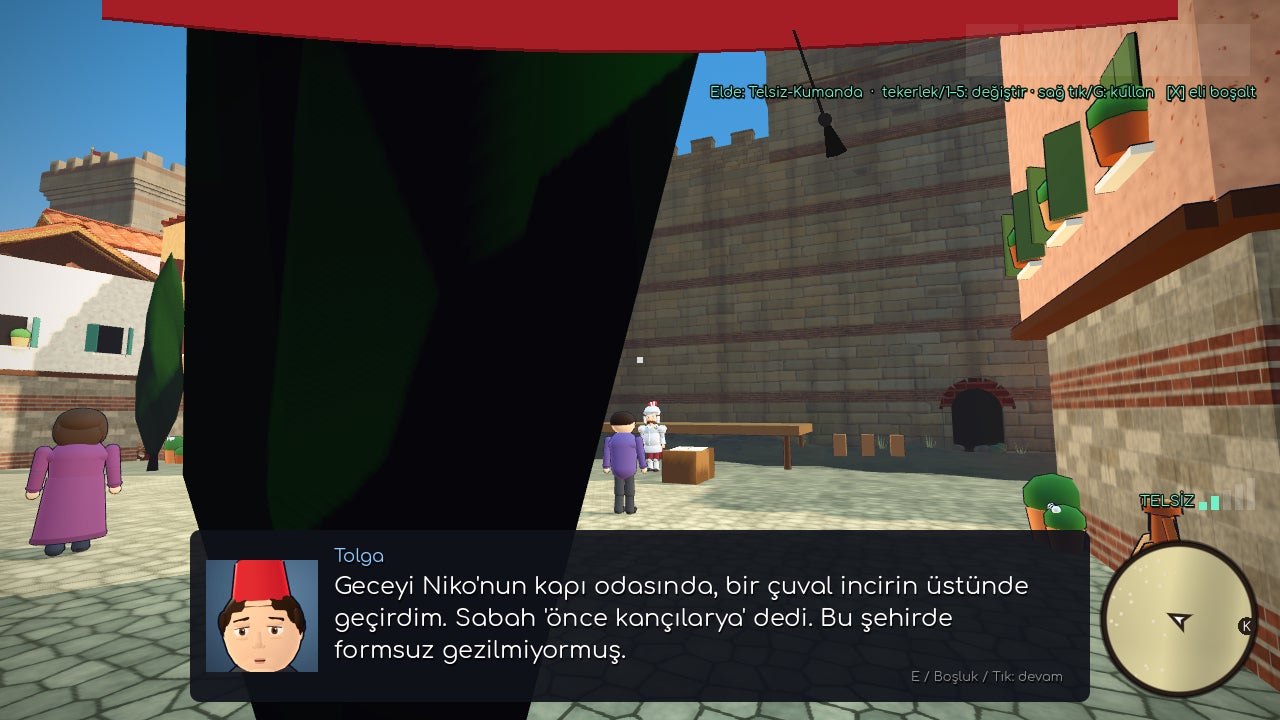 Elde: Telsiz-Kumanda · tekerlek/1-5: değiştir · sağ tık/G: kullan [X] eli boşalt
TELSİZ
K
Tolga
Geceyi Niko'nun kapı odasında, bir çuval incirin üstünde
geçirdim. Sabah 'önce kançılarya' dedi. Bu şehirde
formsuz gezilmiyormuş.
E / Boşluk / Tık: devam